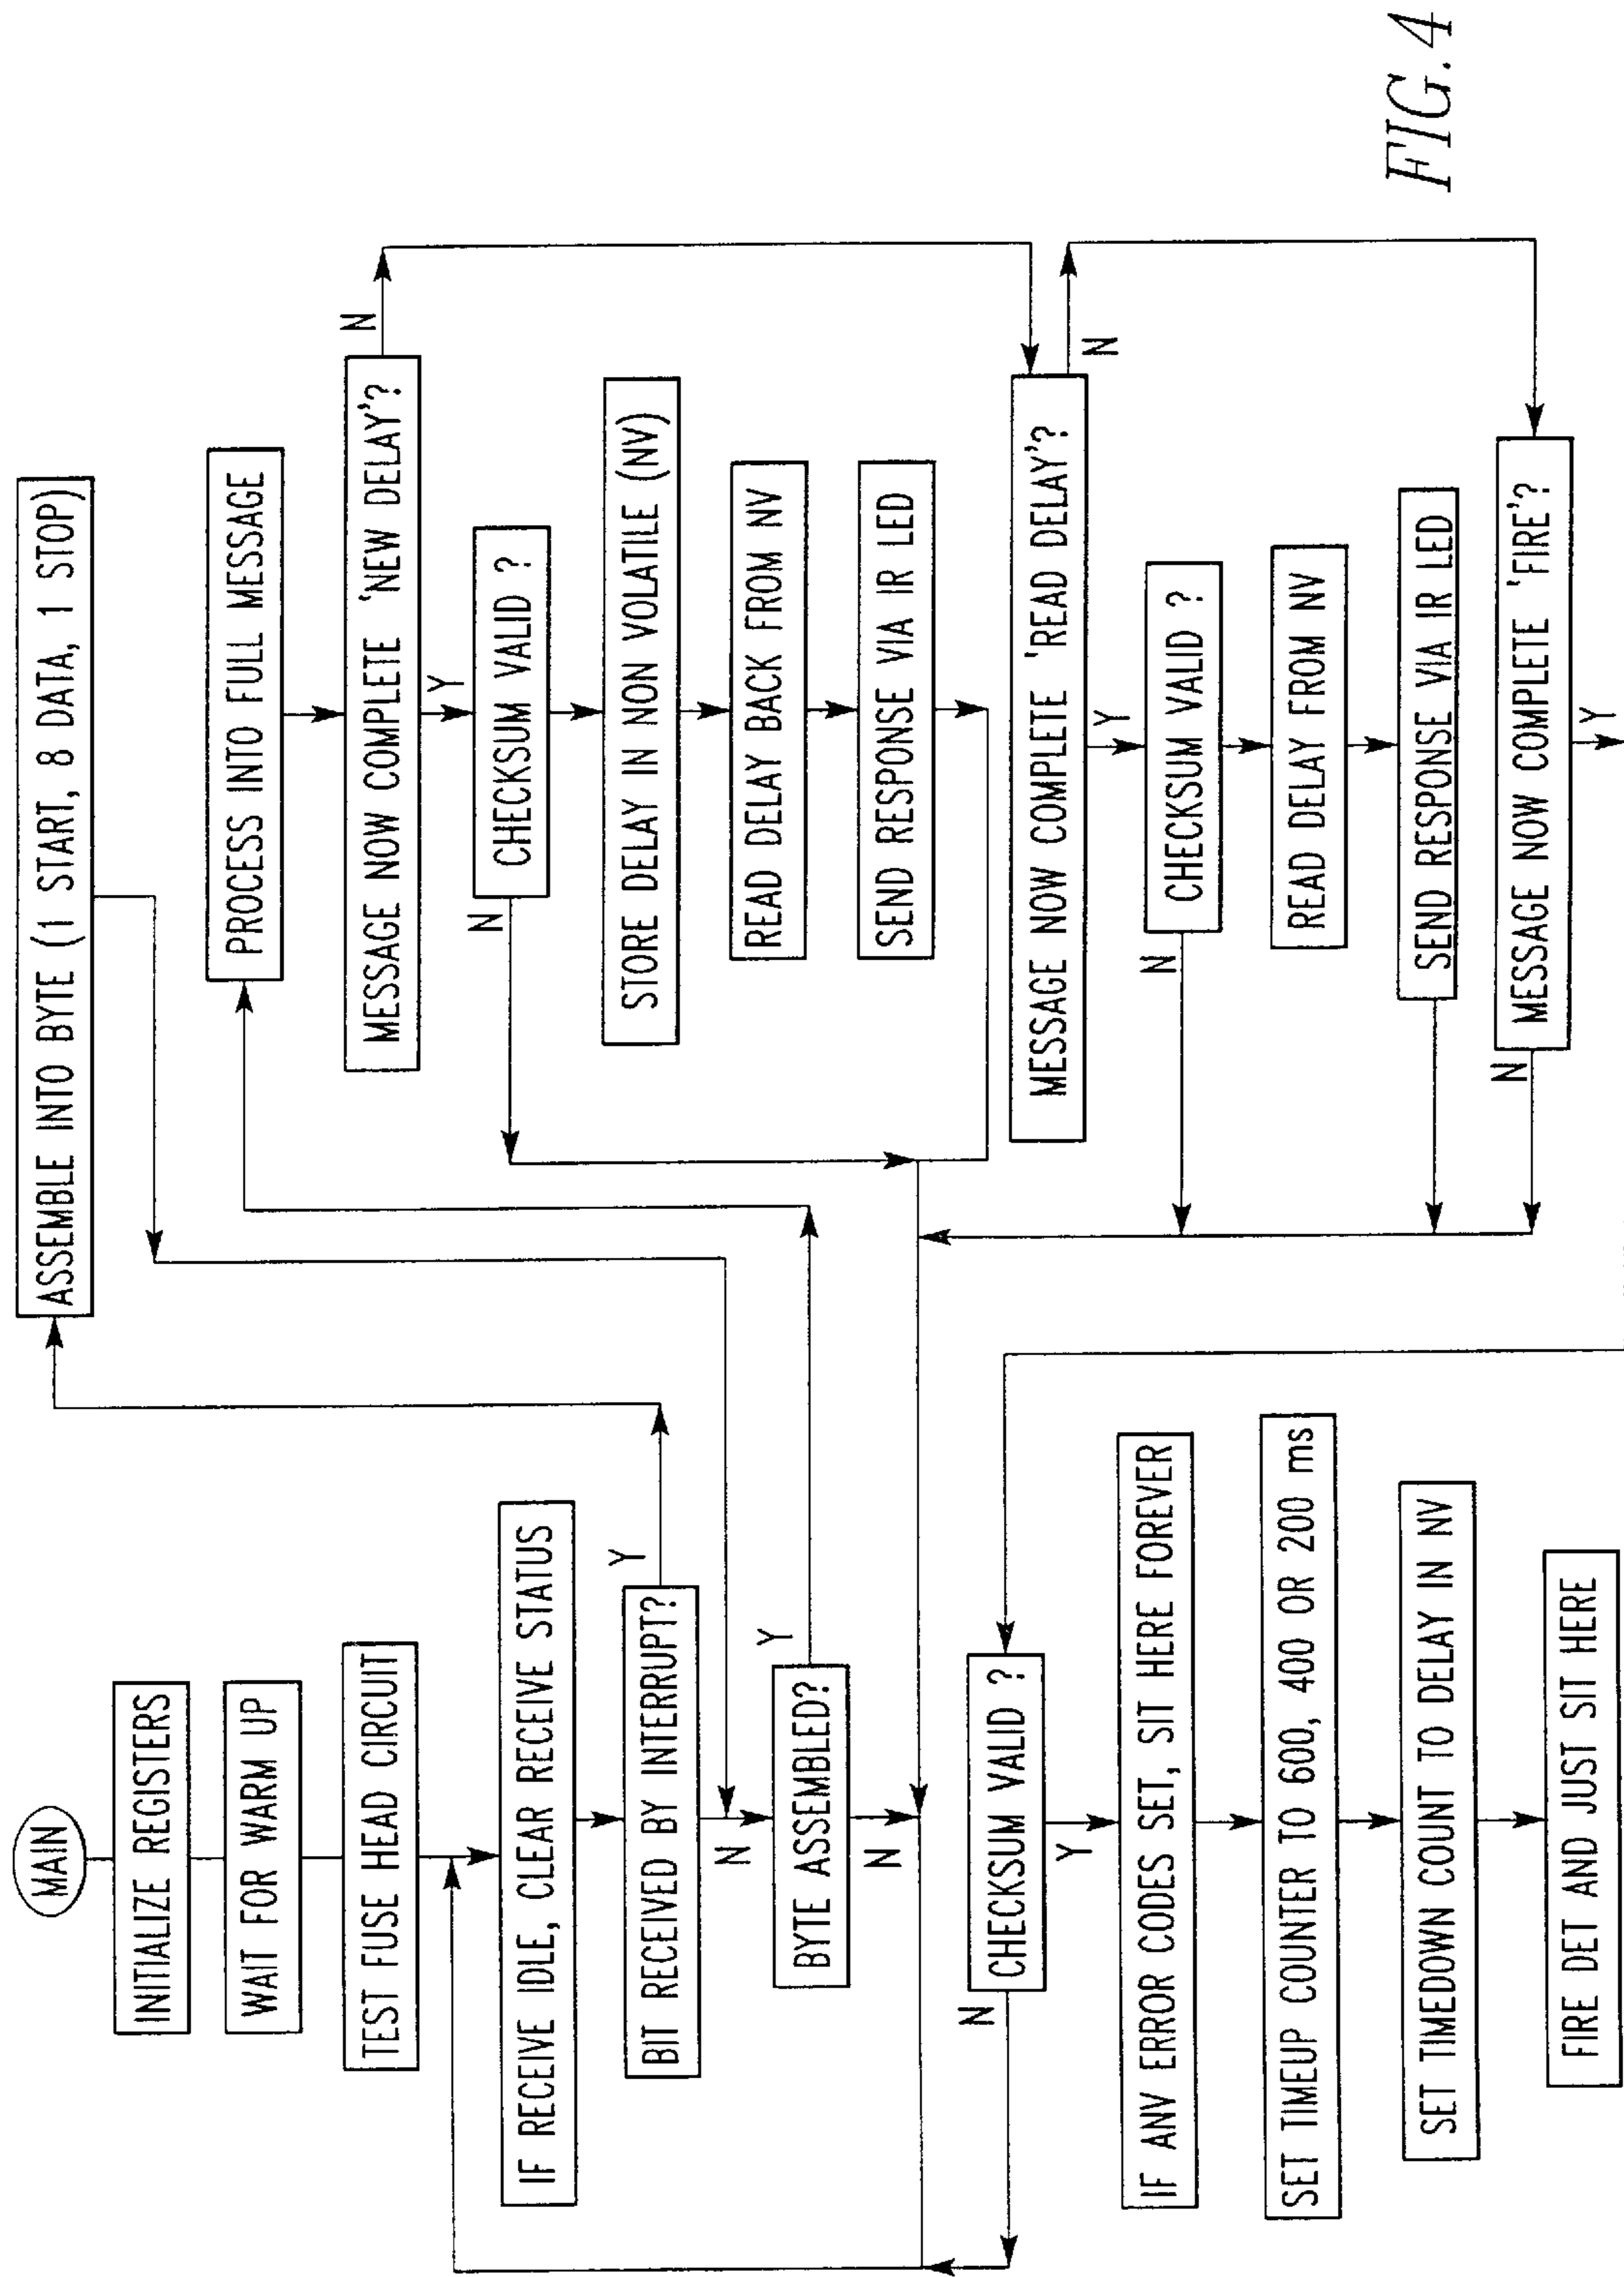 MAIN
INITIALIZE REGISTERS
WAIT FOR WARM UP
TEST FUSE HEAD CIRCUIT
IF RECEIVE IDLE, CLEAR RECEIVE STATUS
BIT RECEIVED BY INTERRUPT?
Y
N
BYTE ASSEMBLED?
Y
N
CHECKSUM VALID ?
N
Y
IF ANV ERROR CODES SET, SIT HERE FOREVER
SET TIMEUP COUNTER TO 600, 400 OR 200 ms
SET TIMEDOWN COUNT TO DELAY IN NV
FIRE DET AND JUST SIT HERE
ASSEMBLE INTO BYTE (1 START, 8 DATA, 1 STOP)
PROCESS INTO FULL MESSAGE
MESSAGE NOW COMPLETE 'NEW DELAY'?
N
Y
CHECKSUM VALID ?
N
STORE DELAY IN NON VOLATILE (NV)
READ DELAY BACK FROM NV
SEND RESPONSE VIA IR LED
MESSAGE NOW COMPLETE 'READ DELAY'?
N
Y
CHECKSUM VALID ?
N
READ DELAY FROM NV
SEND RESPONSE VIA IR LED
MESSAGE NOW COMPLETE 'FIRE'?
N
Y
FIG. 4